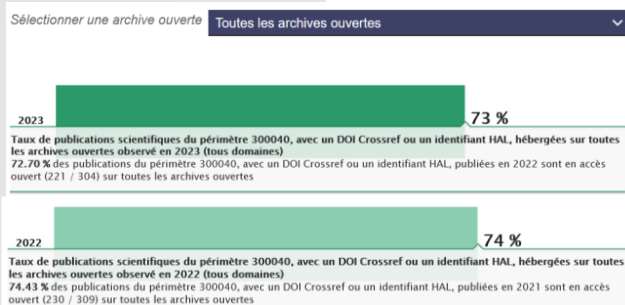 Sélectionner une archive ouverte Toutes les archives ouvertes
73 %
2023
Taux de publications scientifiques du périmètre 300040, avec un DOI Crossref ou un identifiant HAL, hébergées sur toutes
les archives ouvertes observé en 2023 (tous domaines)
72.70 % des publications du périmètre 300040, avec un DOI Crossref ou un identifiant HAL, publiées en 2022 sont en accès
ouvert (221 / 304) sur toutes les archives ouvertes
74 %
2022
Taux de publications scientifiques du périmètre 300040, avec un DOI Crossref ou un identifiant HAL, hébergées sur toutes
les archives ouvertes observé en 2022 (tous domaines)
74.43 % des publications du périmètre 300040, avec un DOI Crossref ou un identifiant HAL, publiées en 2021 sont en accès
ouvert (230 / 309) sur toutes les archives ouvertes